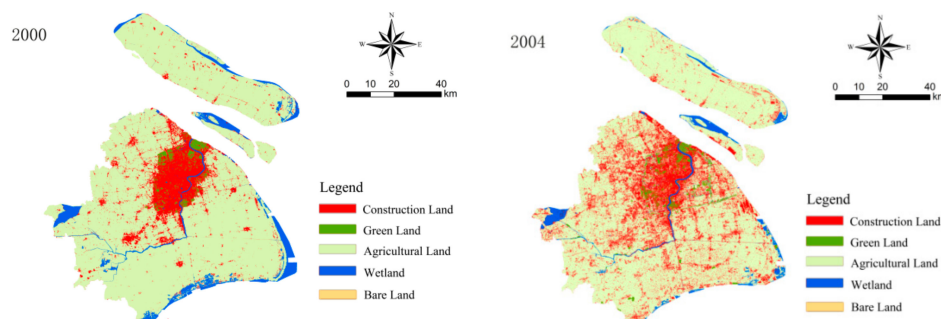 2000
N
W E
S
0 10 20 40
km
Legend
Construction Land
Green Land
Agricultural Land
Wetland
Bare Land
2004
N
W E
S
0 10 20 40
km
Legend
Construction Land
Green Land
Agricultural Land
Wetland
Bare Land